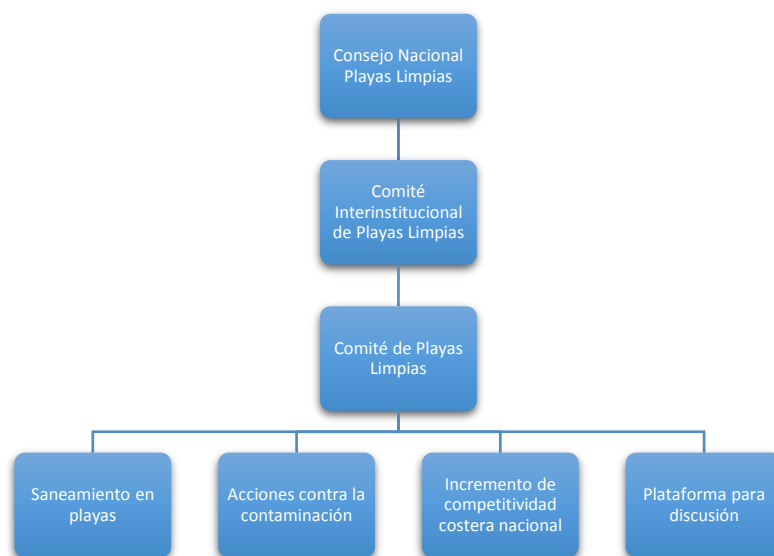 Consejo Nacional
Playas Limpias
Comité
Interinstitucional
de Playas Limpias
Comité de Playas
Limpias
Saneamiento en
playas
Acciones contra la
contaminación
Incremento de
competitividad
costera nacional
Plataforma para
discusión